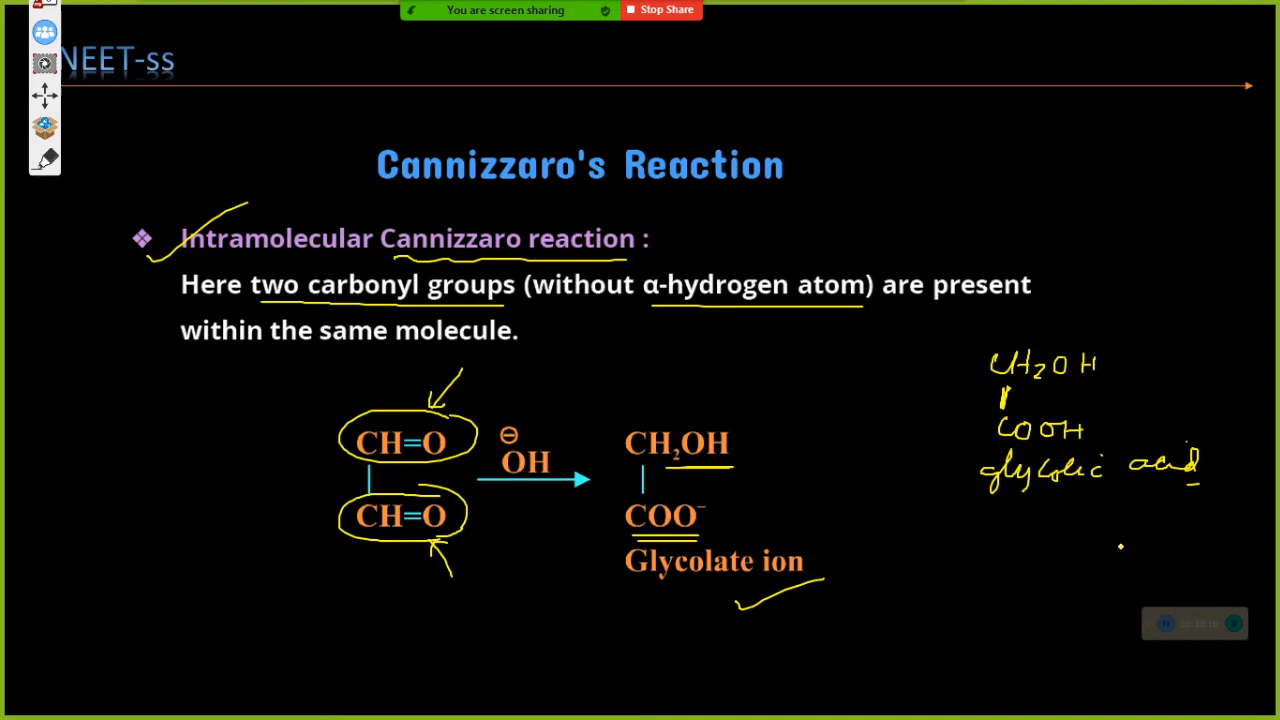 You are screen sharing
Stop Share
NEET-ss
Cannizzaro's Reaction
❖ Intramolecular Cannizzaro reaction :
Here two carbonyl groups (without α-hydrogen atom) are present
within the same molecule.
CH=O
CH=O
⊖
OH
CH₂OH
COO⁻
Glycolate ion
CH2OH
COOH
glycolic acid